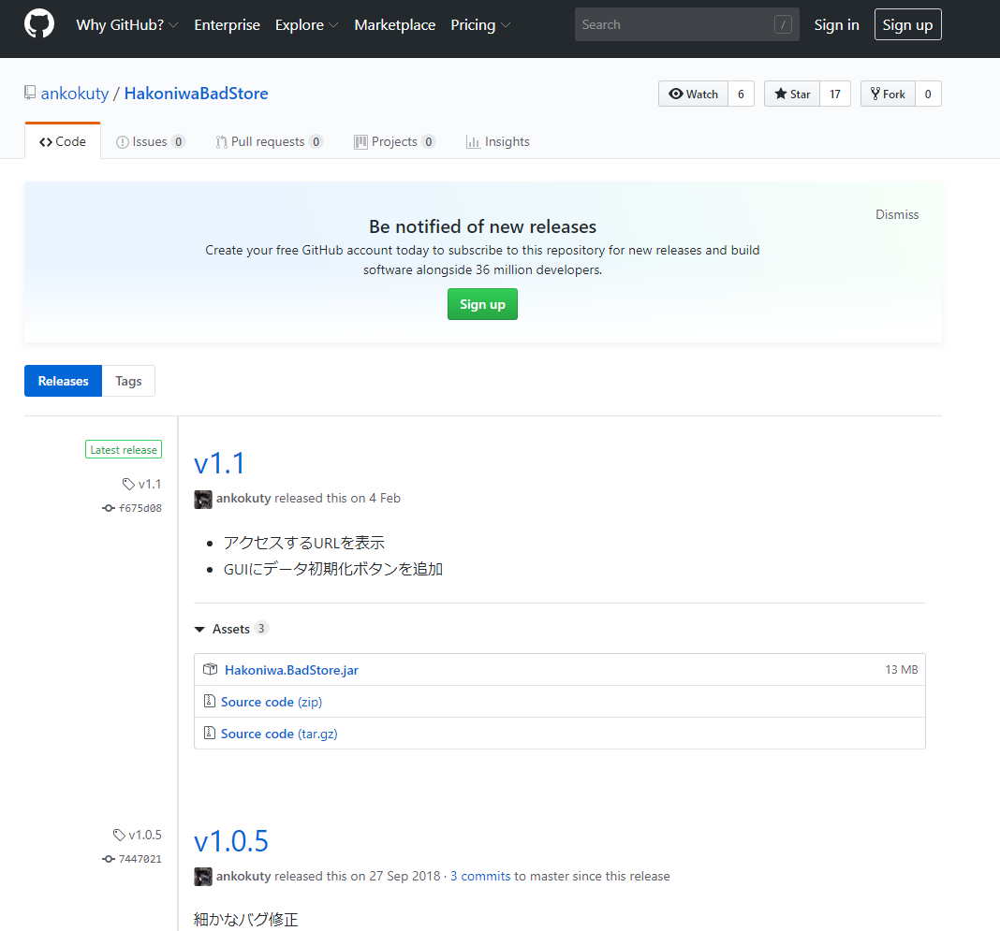 Why GitHub? Enterprise Explore Marketplace Pricing Search / Sign in Sign up
ankokuty / HakoniwaBadStore Watch 6 Star 17 Fork 0
Code Issues 0 Pull requests 0 Projects 0 Insights
Dismiss
Be notified of new releases
Create your free GitHub account today to subscribe to this repository for new releases and build
software alongside 36 million developers.
Sign up
Releases Tags
Latest release
v1.1
f675d08
v1.1
ankokuty released this on 4 Feb
アクセスするURLを表示
GUIにデータ初期化ボタンを追加
Assets 3
Hakoniwa.BadStore.jar 13 MB
Source code (zip)
Source code (tar.gz)
v1.0.5
7447021
v1.0.5
ankokuty released this on 27 Sep 2018 · 3 commits to master since this release
細かなバグ修正